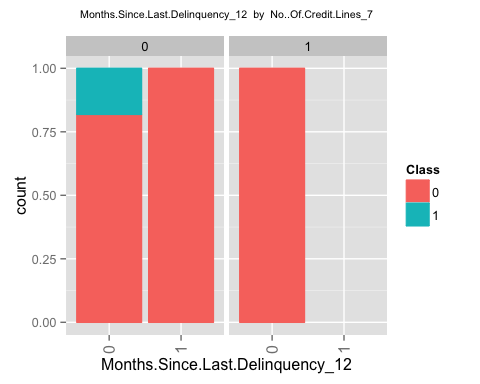 Months.Since.Last.Delinquency_12 by No..Of.Credit.Lines_7
0 1
1.00
0.75
0.50
0.25
0.00
count
0 1 0 1
Months.Since.Last.Delinquency_12
Class
0
1